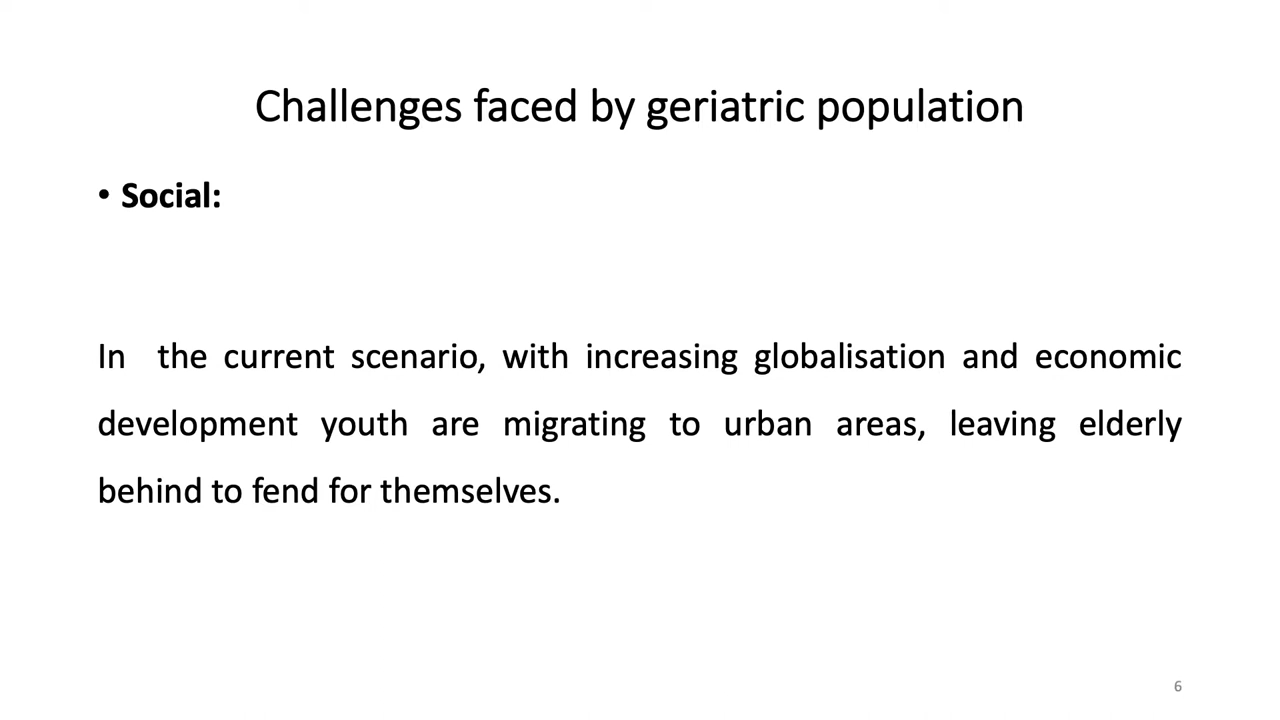 Challenges faced by geriatric population
• Social:
In the current scenario, with increasing globalisation and economic
development youth are migrating to urban areas, leaving elderly
behind to fend for themselves.
6